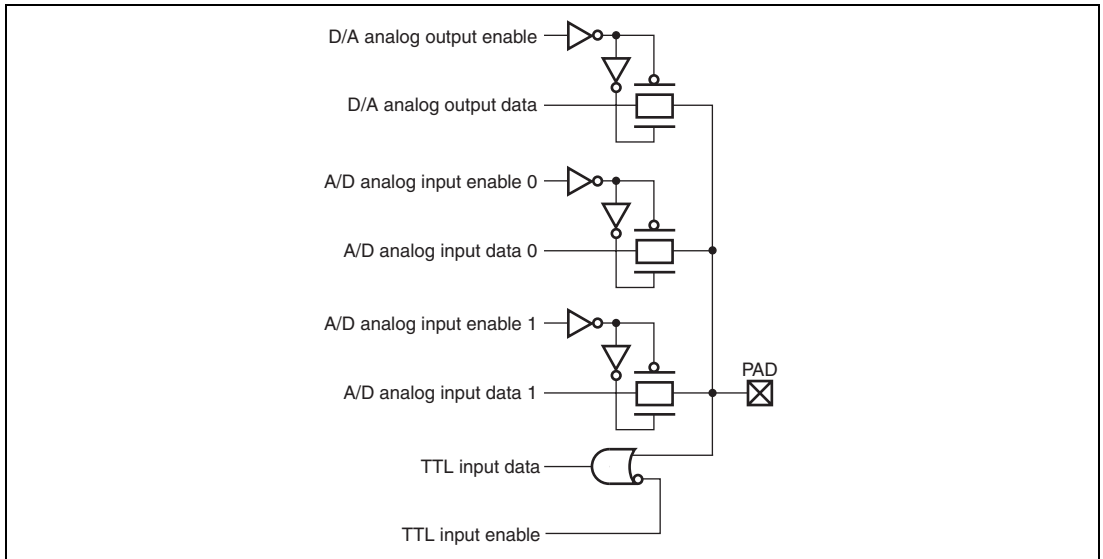 D/A analog output enable
D/A analog output data
A/D analog input enable 0
A/D analog input data 0
A/D analog input enable 1
PAD
A/D analog input data 1
TTL input data
TTL input enable